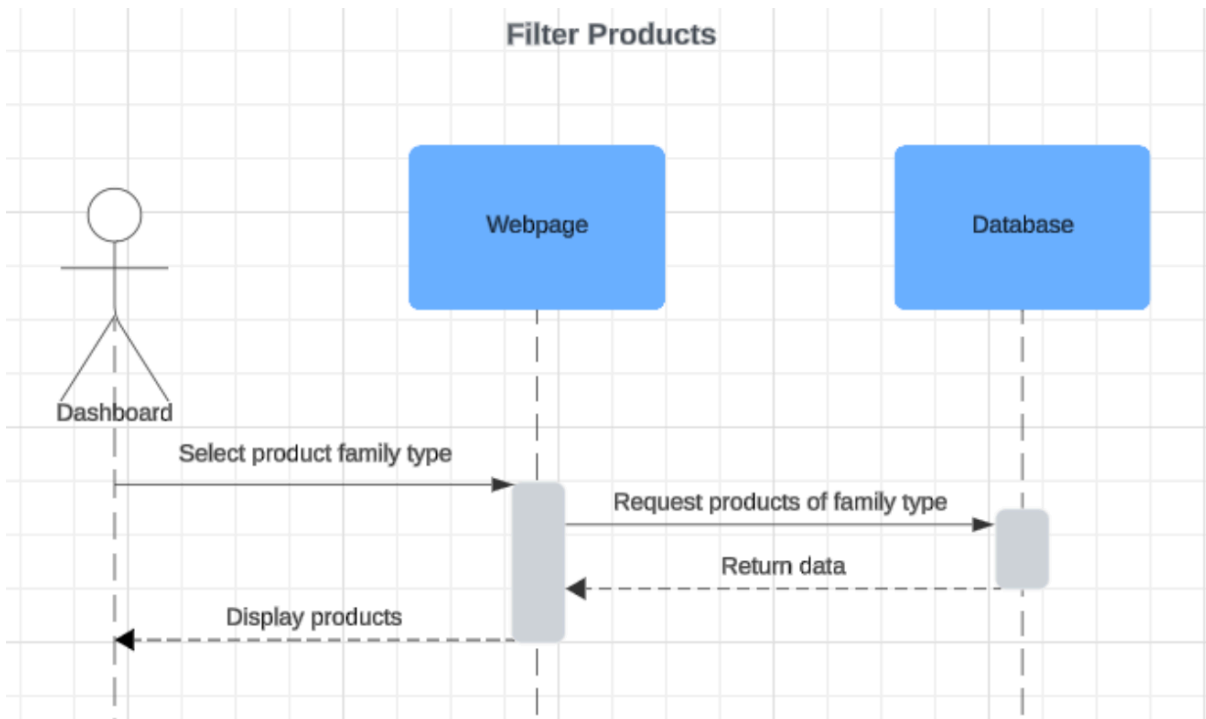 Filter Products
Webpage
Database
Dashboard
Select product family type
Request products of family type
Return data
Display products